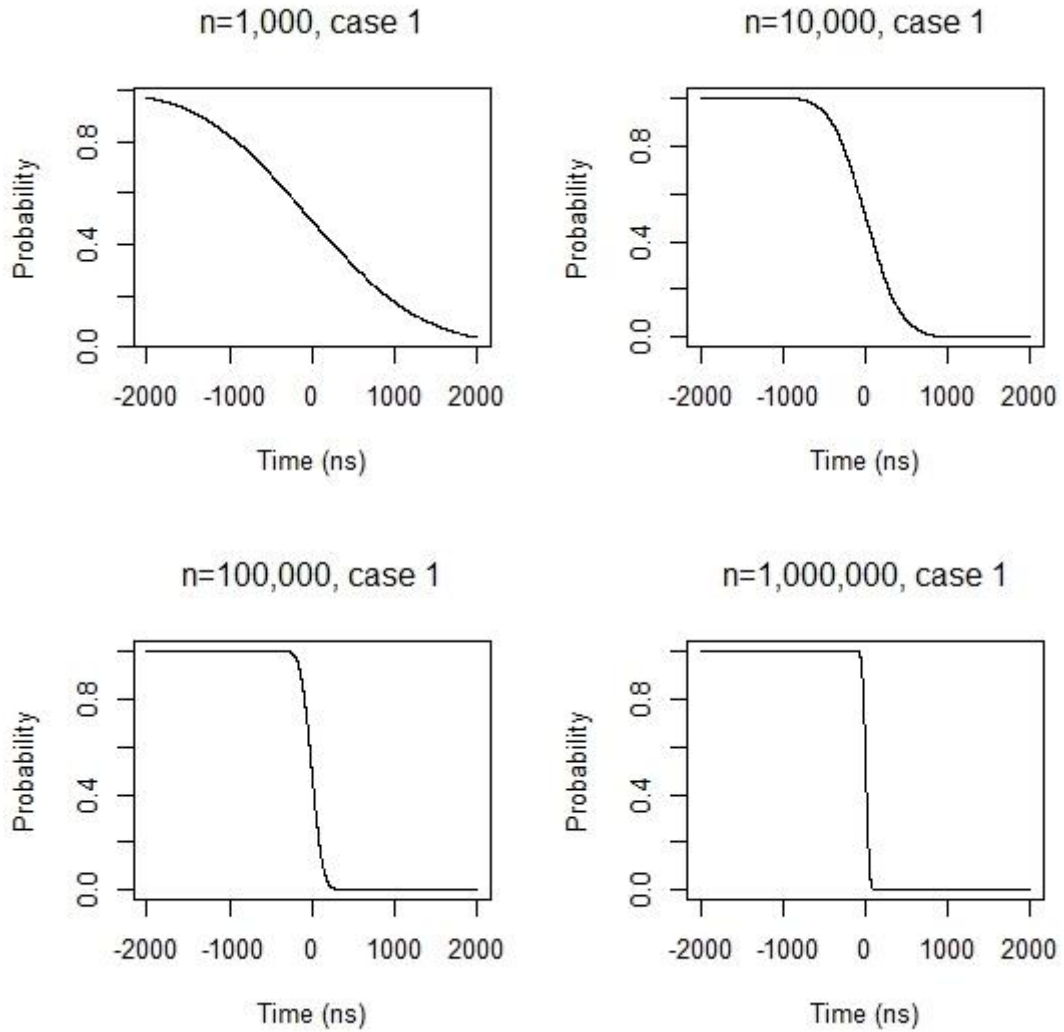 n=1,000, case 1
Probability
0.0 0.4 0.8
-2000 -1000 0 1000 2000
Time (ns)
n=10,000, case 1
Probability
0.0 0.4 0.8
-2000 -1000 0 1000 2000
Time (ns)
n=100,000, case 1
Probability
0.0 0.4 0.8
-2000 -1000 0 1000 2000
Time (ns)
n=1,000,000, case 1
Probability
0.0 0.4 0.8
-2000 -1000 0 1000 2000
Time (ns)